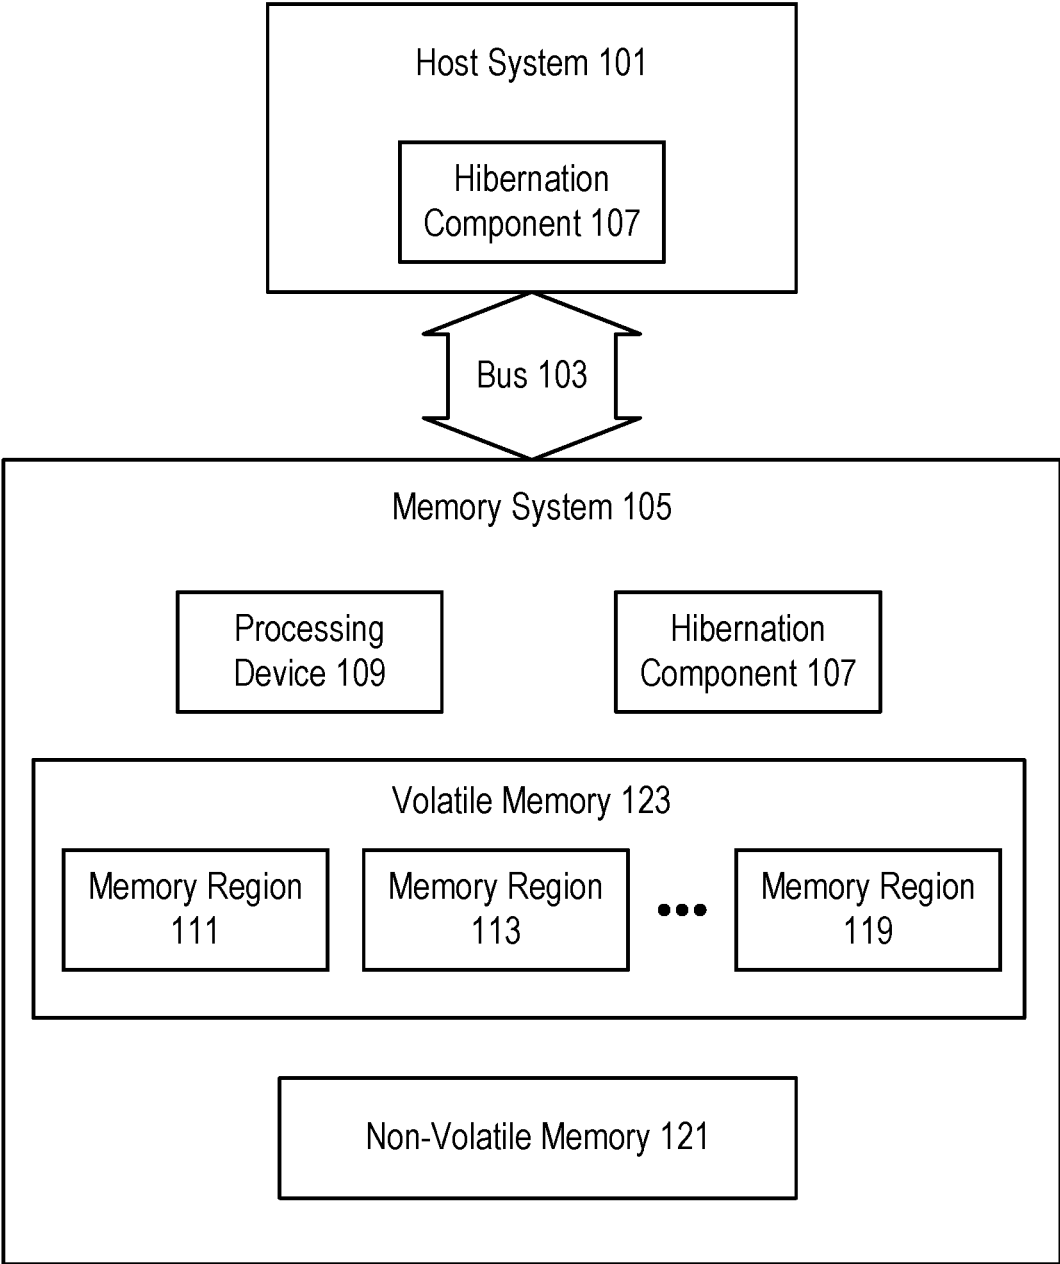 Host System 101
Hibernation
Component 107
Bus 103
Memory System 105
Processing
Device 109
Hibernation
Component 107
Volatile Memory 123
Memory Region
111
Memory Region
113
Memory Region
119
Non-Volatile Memory 121